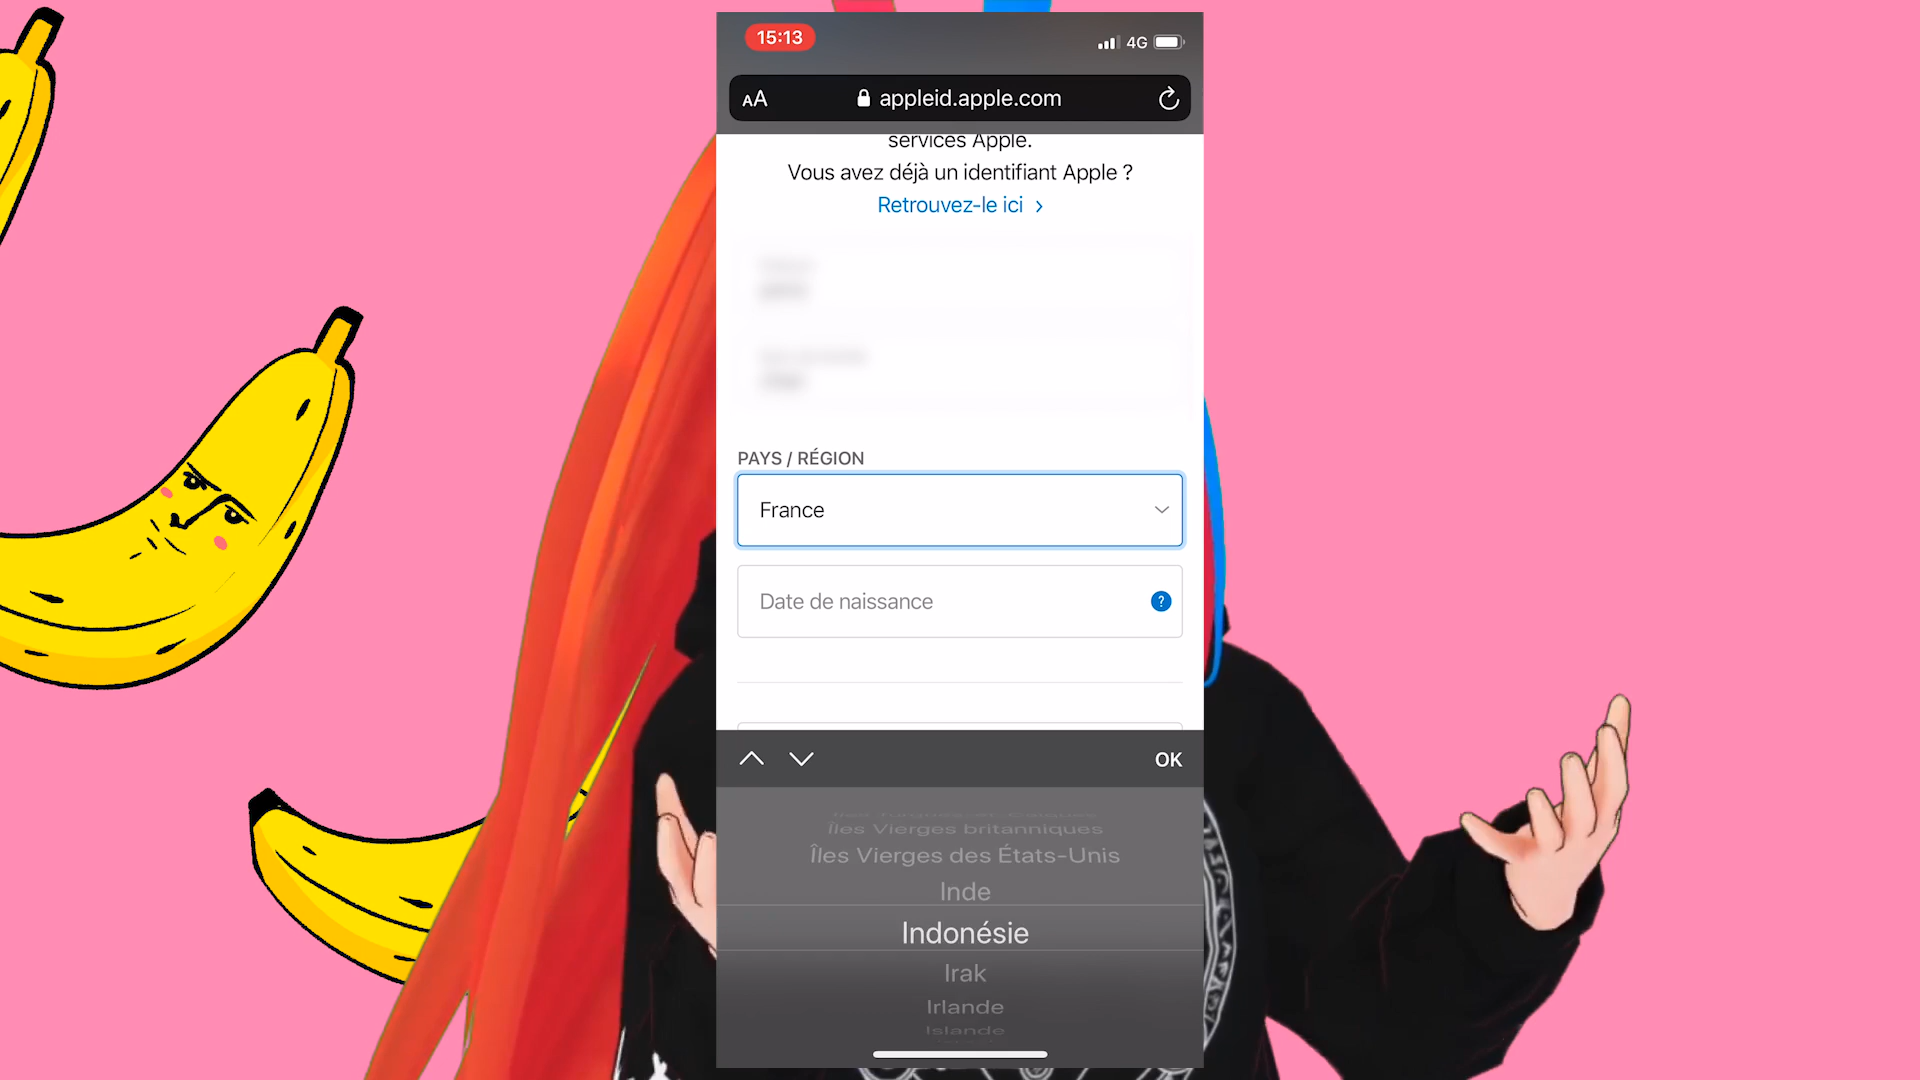 15:13
4G
AA
appleid.apple.com
services Apple.
Vous avez déjà un identifiant Apple ?
Retrouvez-le ici >
PAYS / RÉGION
France
Date de naissance
?
OK
Îles Vierges britanniques
Îles Vierges des États-Unis
Inde
Indonésie
Irak
Irlande
Islande